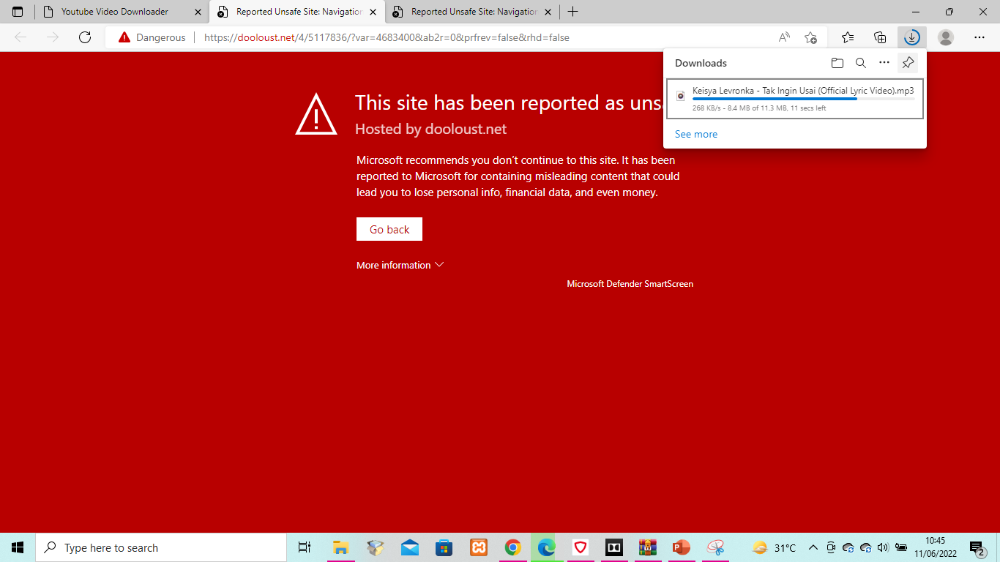 Youtube Video Downloader
Reported Unsafe Site: Navigation
Reported Unsafe Site: Navigation
Dangerous
https://dooloust.net/4/5117836/?var=4683400&ab2r=0&prfrev=false&rhd=false
Downloads
Keisya Levronka - Tak Ingin Usai (Official Lyric Video).mp3
268 KB/s - 8.4 MB of 11.3 MB, 11 secs left
See more
This site has been reported as uns
Hosted by dooloust.net
Microsoft recommends you don't continue to this site. It has been
reported to Microsoft for containing misleading content that could
lead you to lose personal info, financial data, and even money.
Go back
More information
Microsoft Defender SmartScreen
Type here to search
31°C
10:45
11/06/2022
2